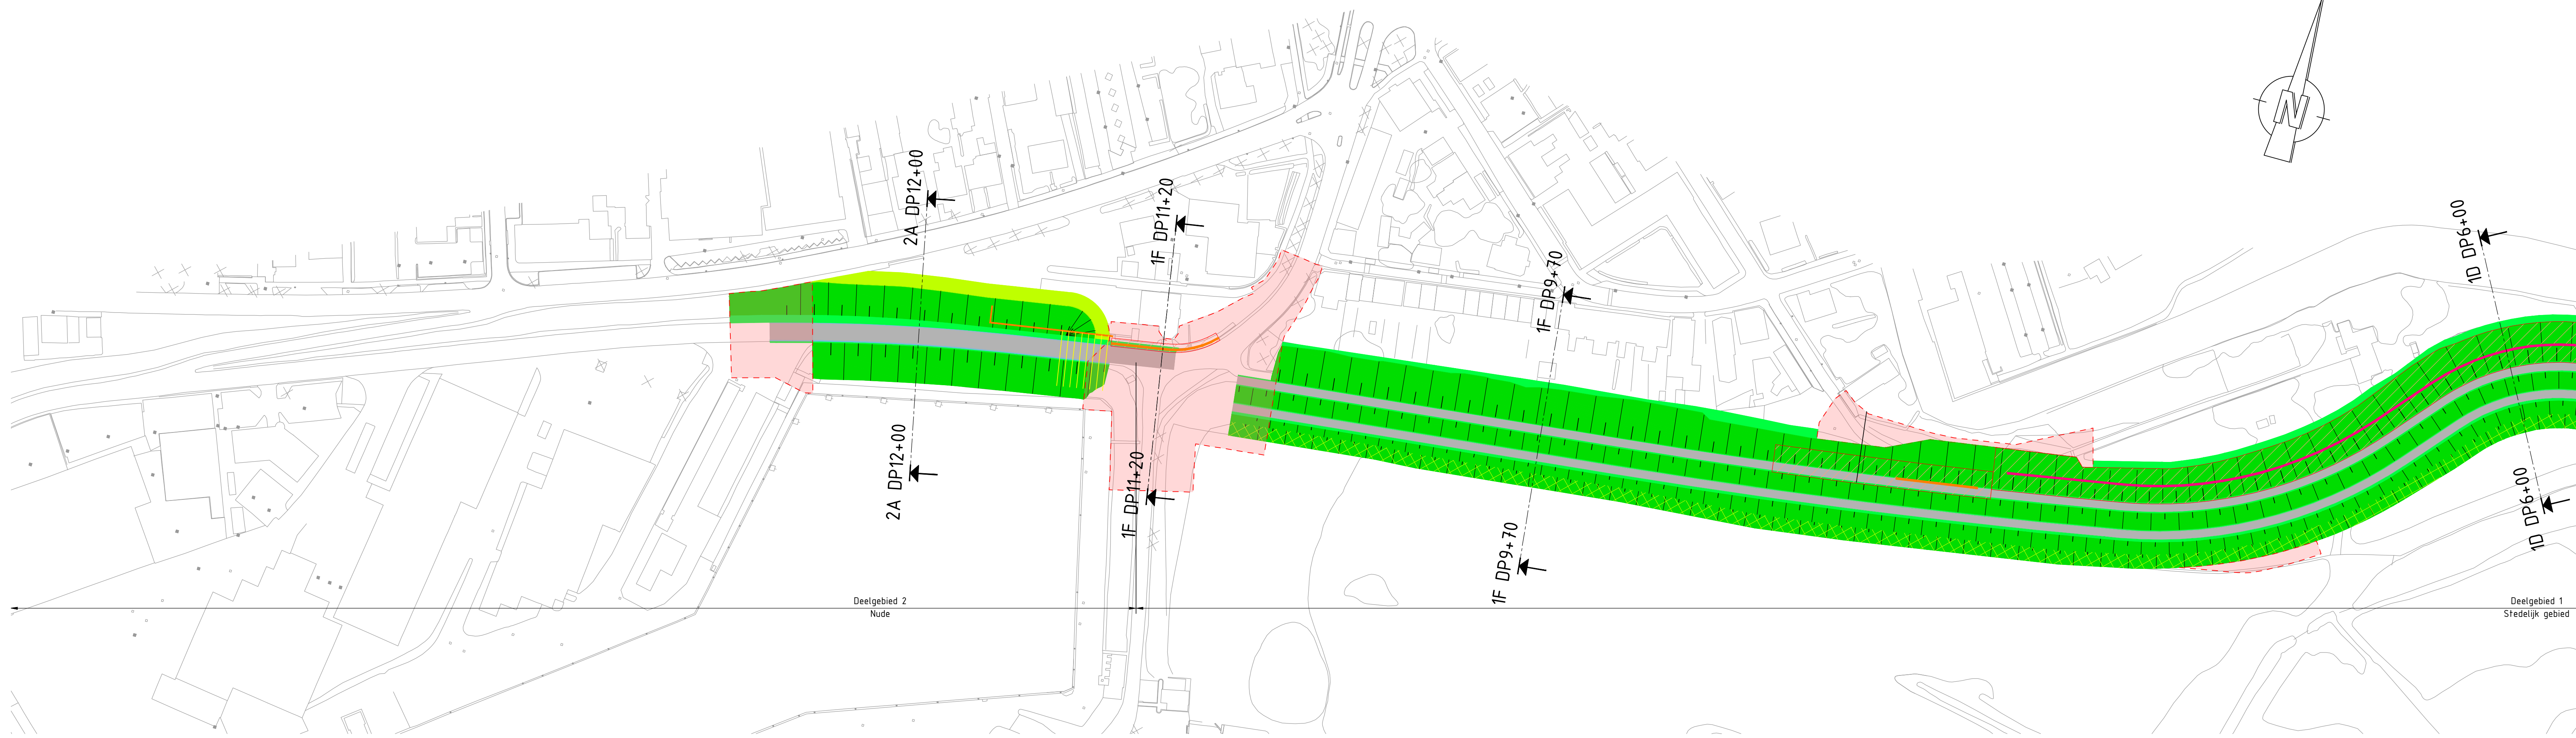 2A DP12+00
1F DP11+20
1F DP9+70
1D DP6+00
N
2A DP12+00
1F DP11+20
1F DP9+70
1D DP6+00
Deelgebied 2
Nude
Deelgebied 1
Stedelijk gebied